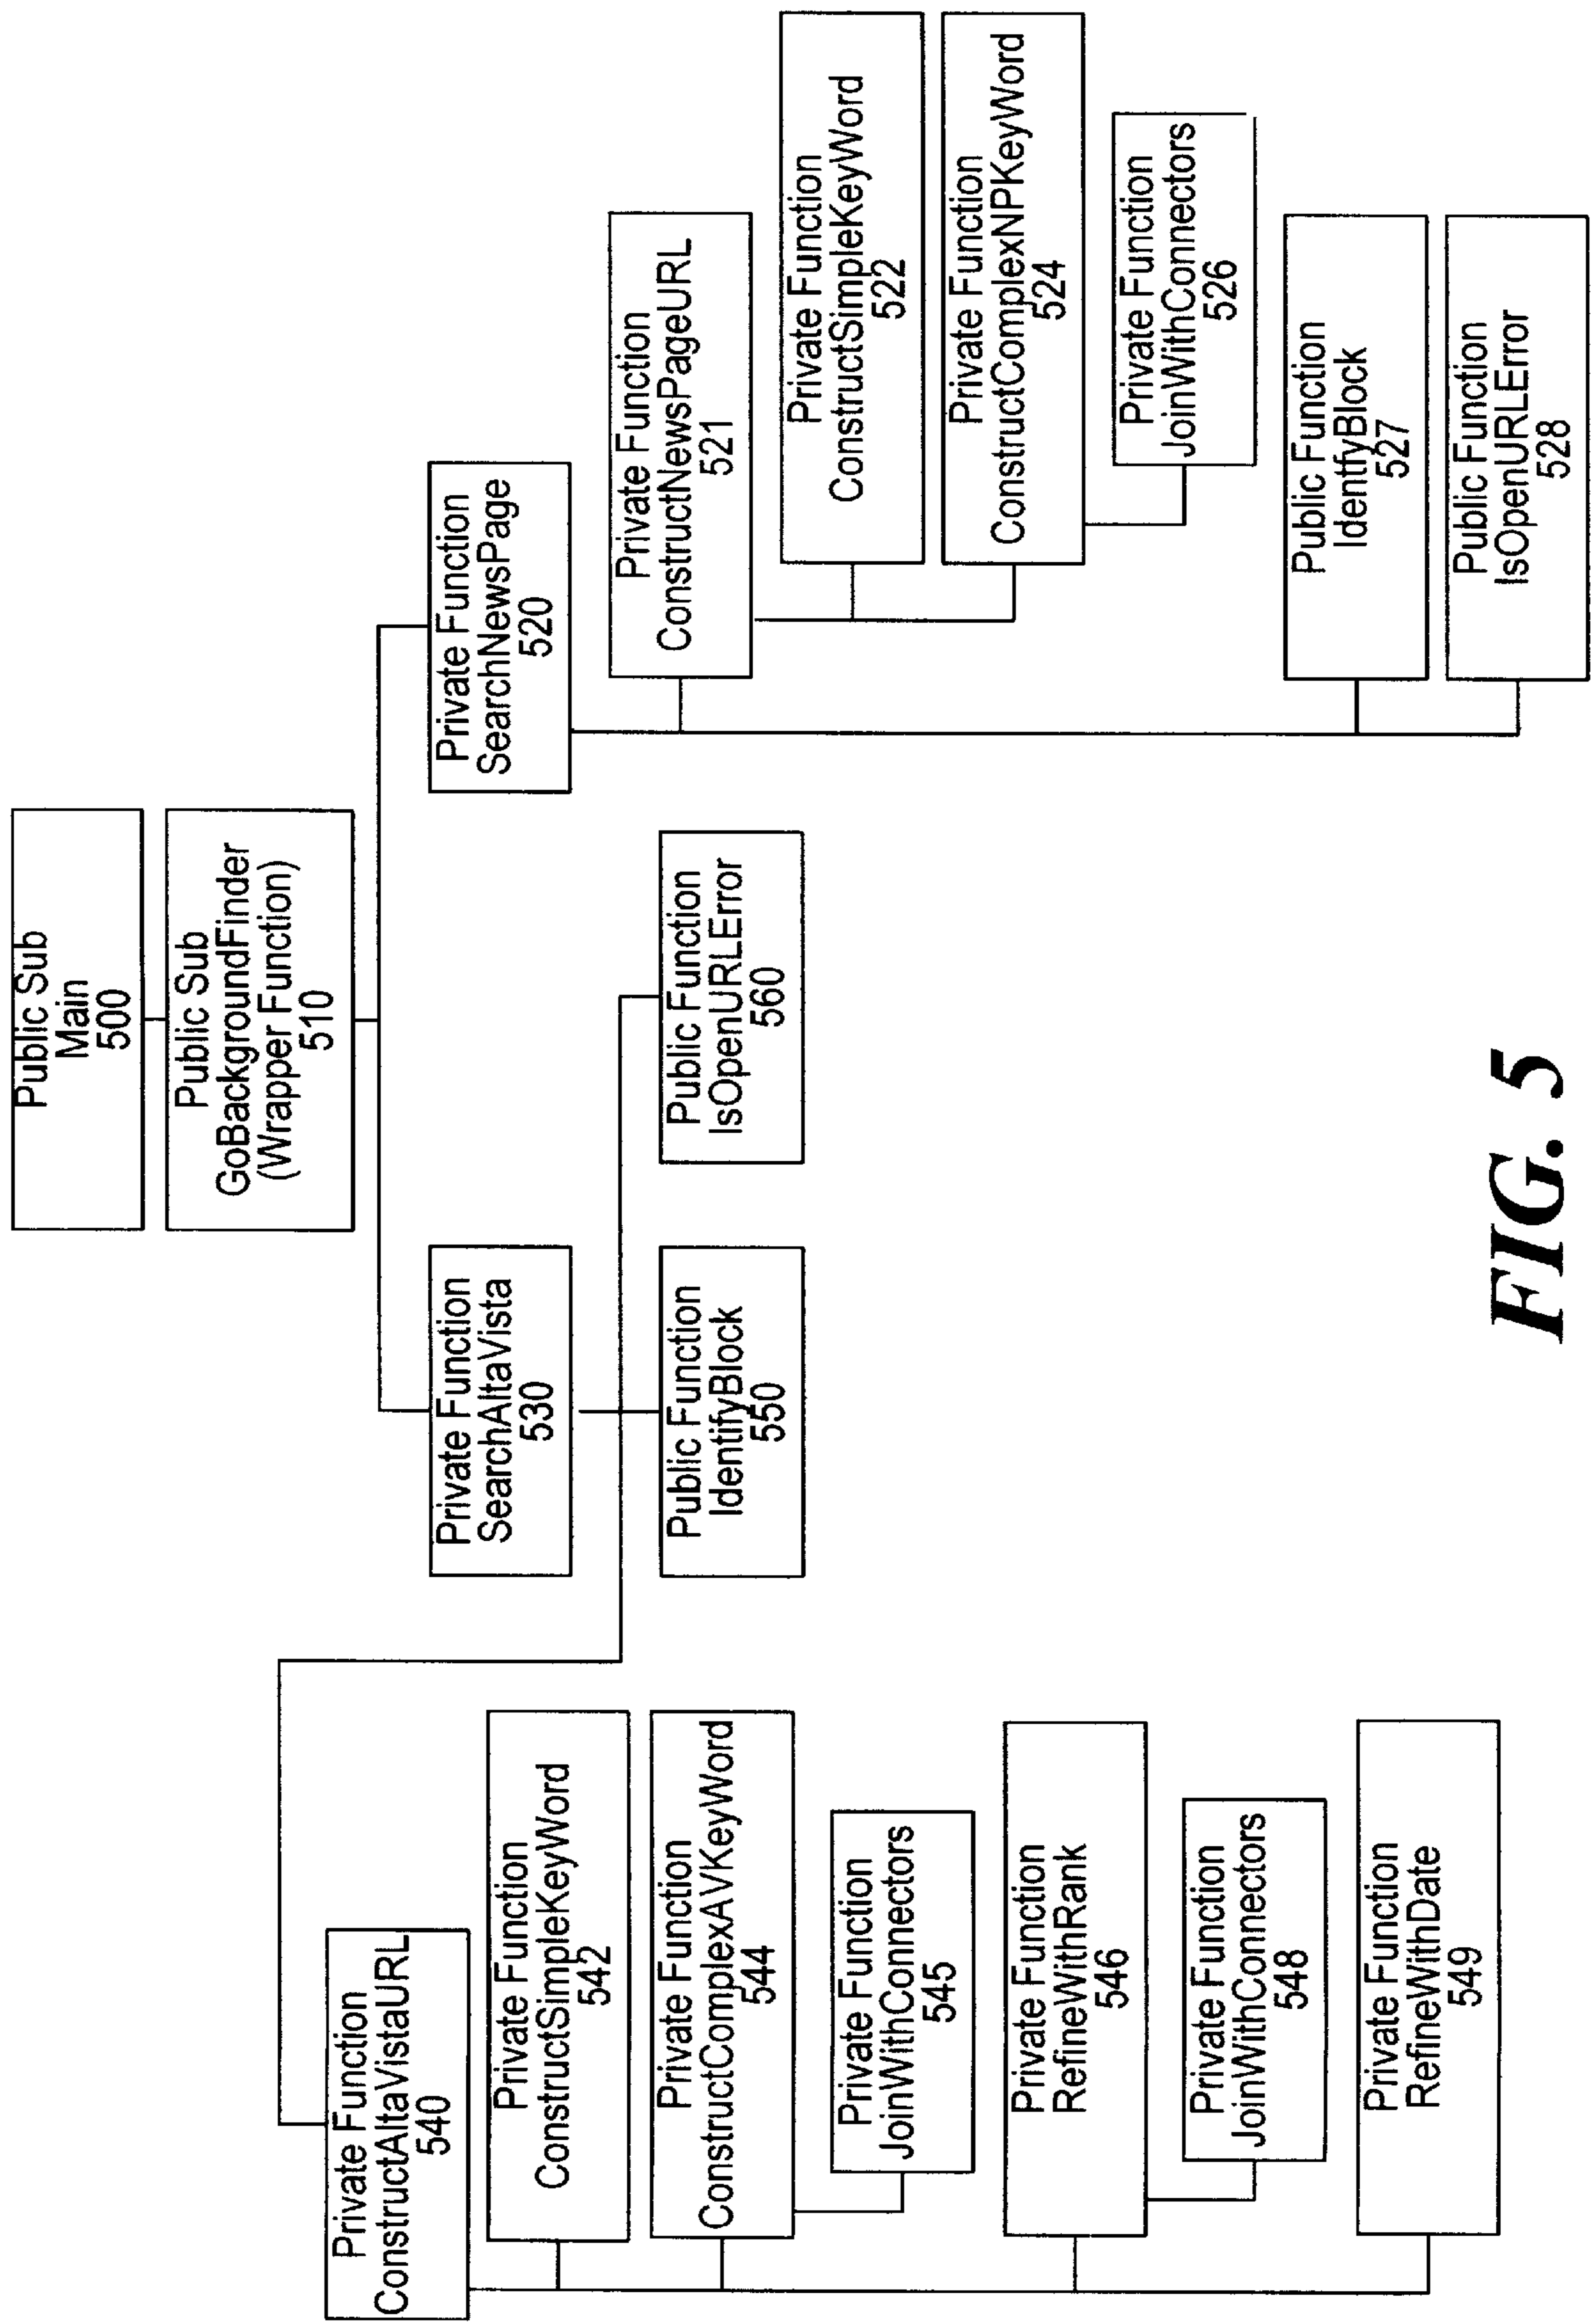 Public Sub
Main
500
Public Sub
GoBackgroundFinder
(Wrapper Function)
510
Private Function
SearchAltaVista
530
Private Function
SearchNewsPage
520
Private Function
ConstructAltaVistaURL
540
Private Function
ConstructSimpleKeyWord
542
Private Function
ConstructComplexAVKeyWord
544
Private Function
JoinWithConnectors
545
Private Function
RefineWithRank
546
Private Function
JoinWithConnectors
548
Private Function
RefineWithDate
549
Public Function
IdentifyBlock
550
Public Function
IsOpenURLError
560
Private Function
ConstructNewsPageURL
521
Private Function
ConstructSimpleKeyWord
522
Private Function
ConstructComplexNPKeyWord
524
Private Function
JoinWithConnectors
526
Public Function
IdentifyBlock
527
Public Function
IsOpenURLError
528
FIG. 5